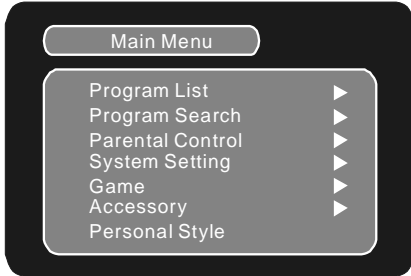 Main Menu
Program List
Program Search
Parental Control
System Setting
Game
Accessory
Personal Style